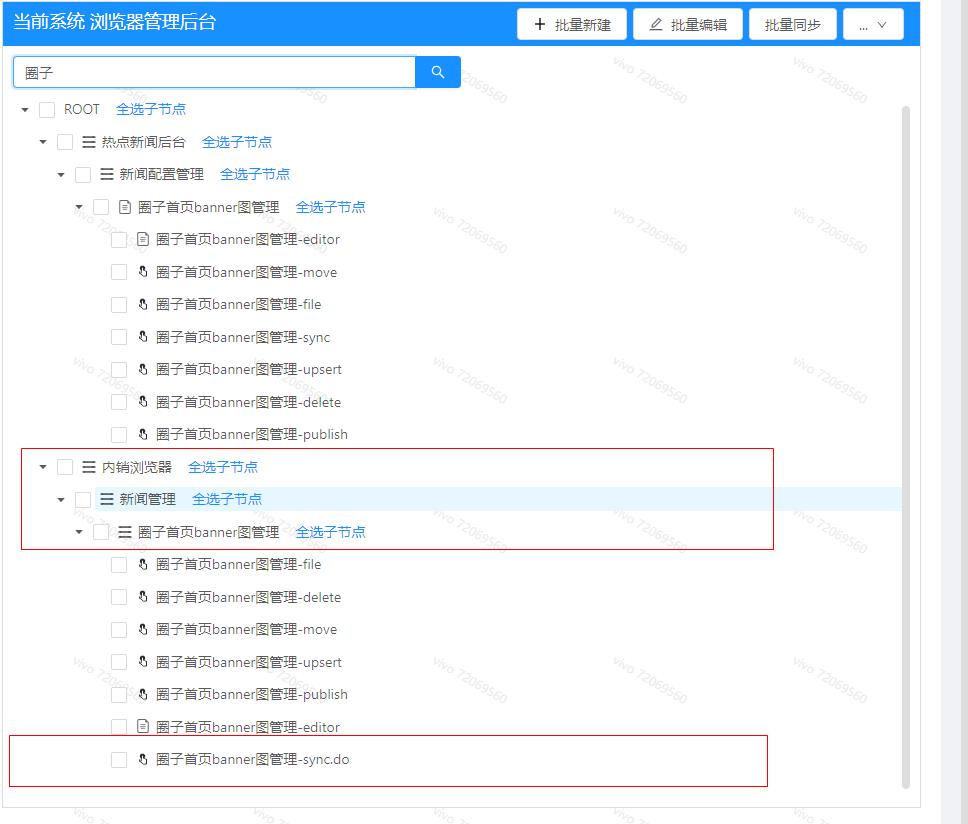 当前系统 浏览器管理后台
批量新建 批量编辑 批量同步 ...
圈子
ROOT 全选子节点
热点新闻后台 全选子节点
新闻配置管理 全选子节点
圈子首页banner图管理 全选子节点
圈子首页banner图管理-editor
圈子首页banner图管理-move
圈子首页banner图管理-file
圈子首页banner图管理-sync
圈子首页banner图管理-upsert
圈子首页banner图管理-delete
圈子首页banner图管理-publish
内销浏览器 全选子节点
新闻管理 全选子节点
圈子首页banner图管理 全选子节点
圈子首页banner图管理-file
圈子首页banner图管理-delete
圈子首页banner图管理-move
圈子首页banner图管理-upsert
圈子首页banner图管理-publish
圈子首页banner图管理-editor
圈子首页banner图管理-sync.do
vivo 72069560